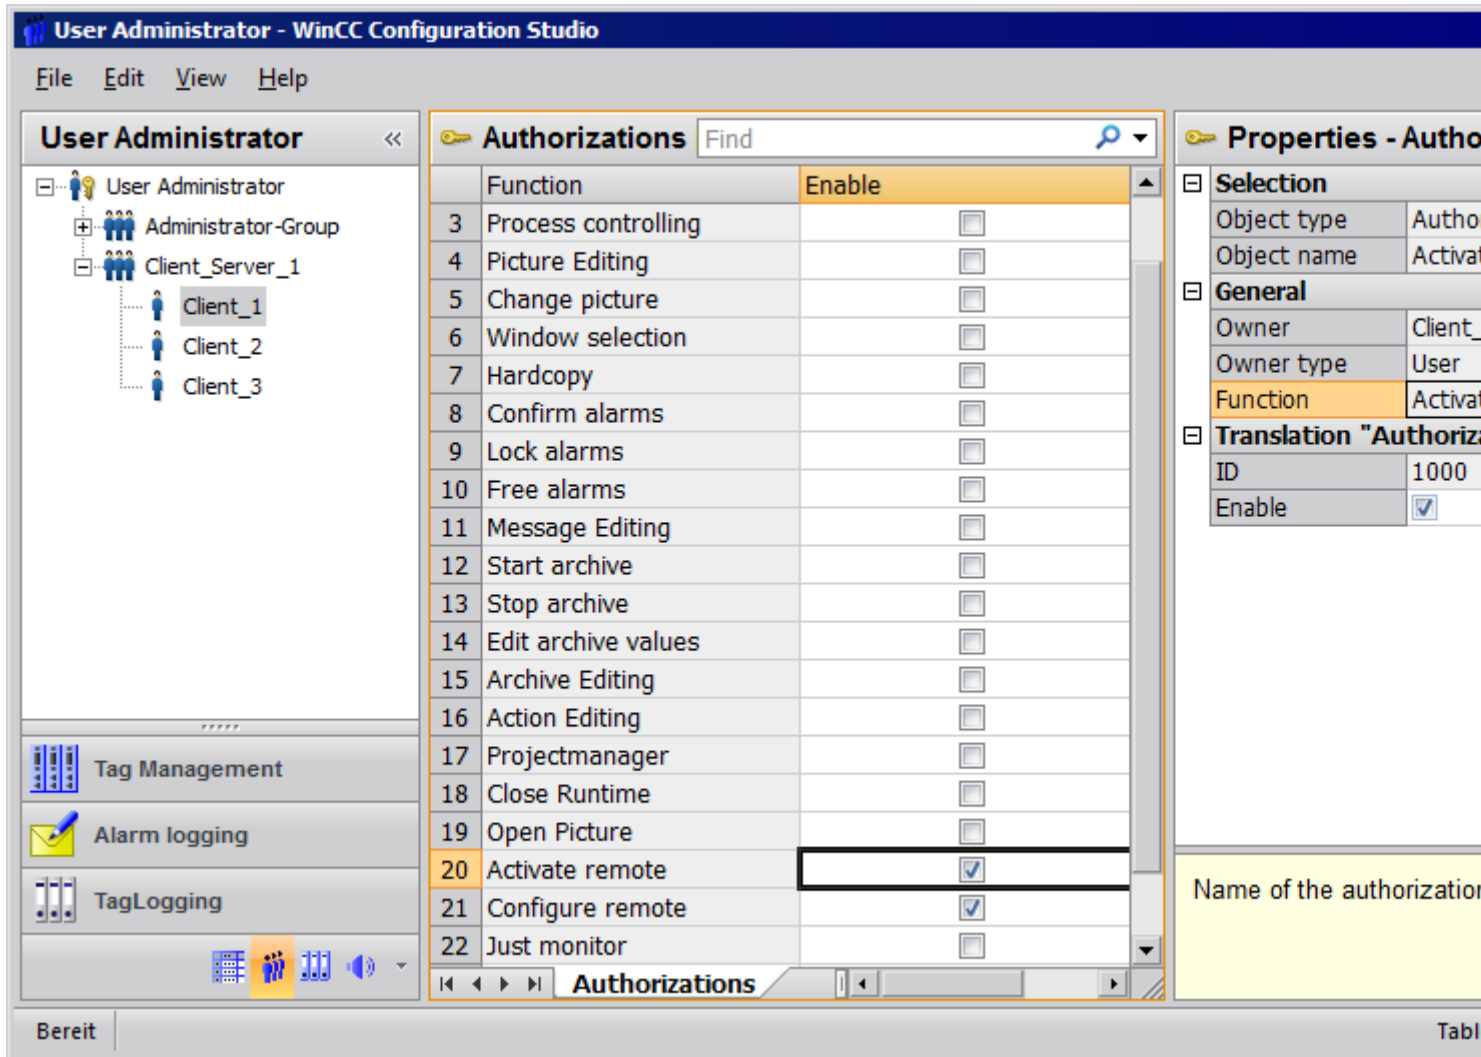 User Administrator - WinCC Configuration Studio
File Edit View Help
User Administrator «
User Administrator
Administrator-Group
Client_Server_1
Client_1
Client_2
Client_3
Tag Management
Alarm logging
TagLogging
Authorizations Find
Function Enable
3 Process controlling
4 Picture Editing
5 Change picture
6 Window selection
7 Hardcopy
8 Confirm alarms
9 Lock alarms
10 Free alarms
11 Message Editing
12 Start archive
13 Stop archive
14 Edit archive values
15 Archive Editing
16 Action Editing
17 Projectmanager
18 Close Runtime
19 Open Picture
20 Activate remote
21 Configure remote
22 Just monitor
Authorizations
Properties - Autho
Selection
Object type Author
Object name Activat
General
Owner Client_
Owner type User
Function Activat
Translation "Authoriza
ID 1000
Enable
Name of the authorization
Bereit
Tabl